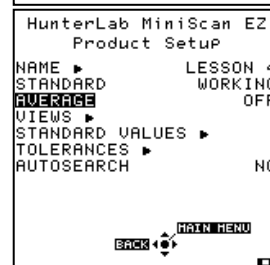 HunterLab MiniScan EZ
Product Setup
NAME ▶ LESSON
STANDARD WORKING
AVERAGE OFF
VIEWS ▶
STANDARD VALUES ▶
TOLERANCES ▶
AUTOSEARCH NO
MAIN MENU
BACK